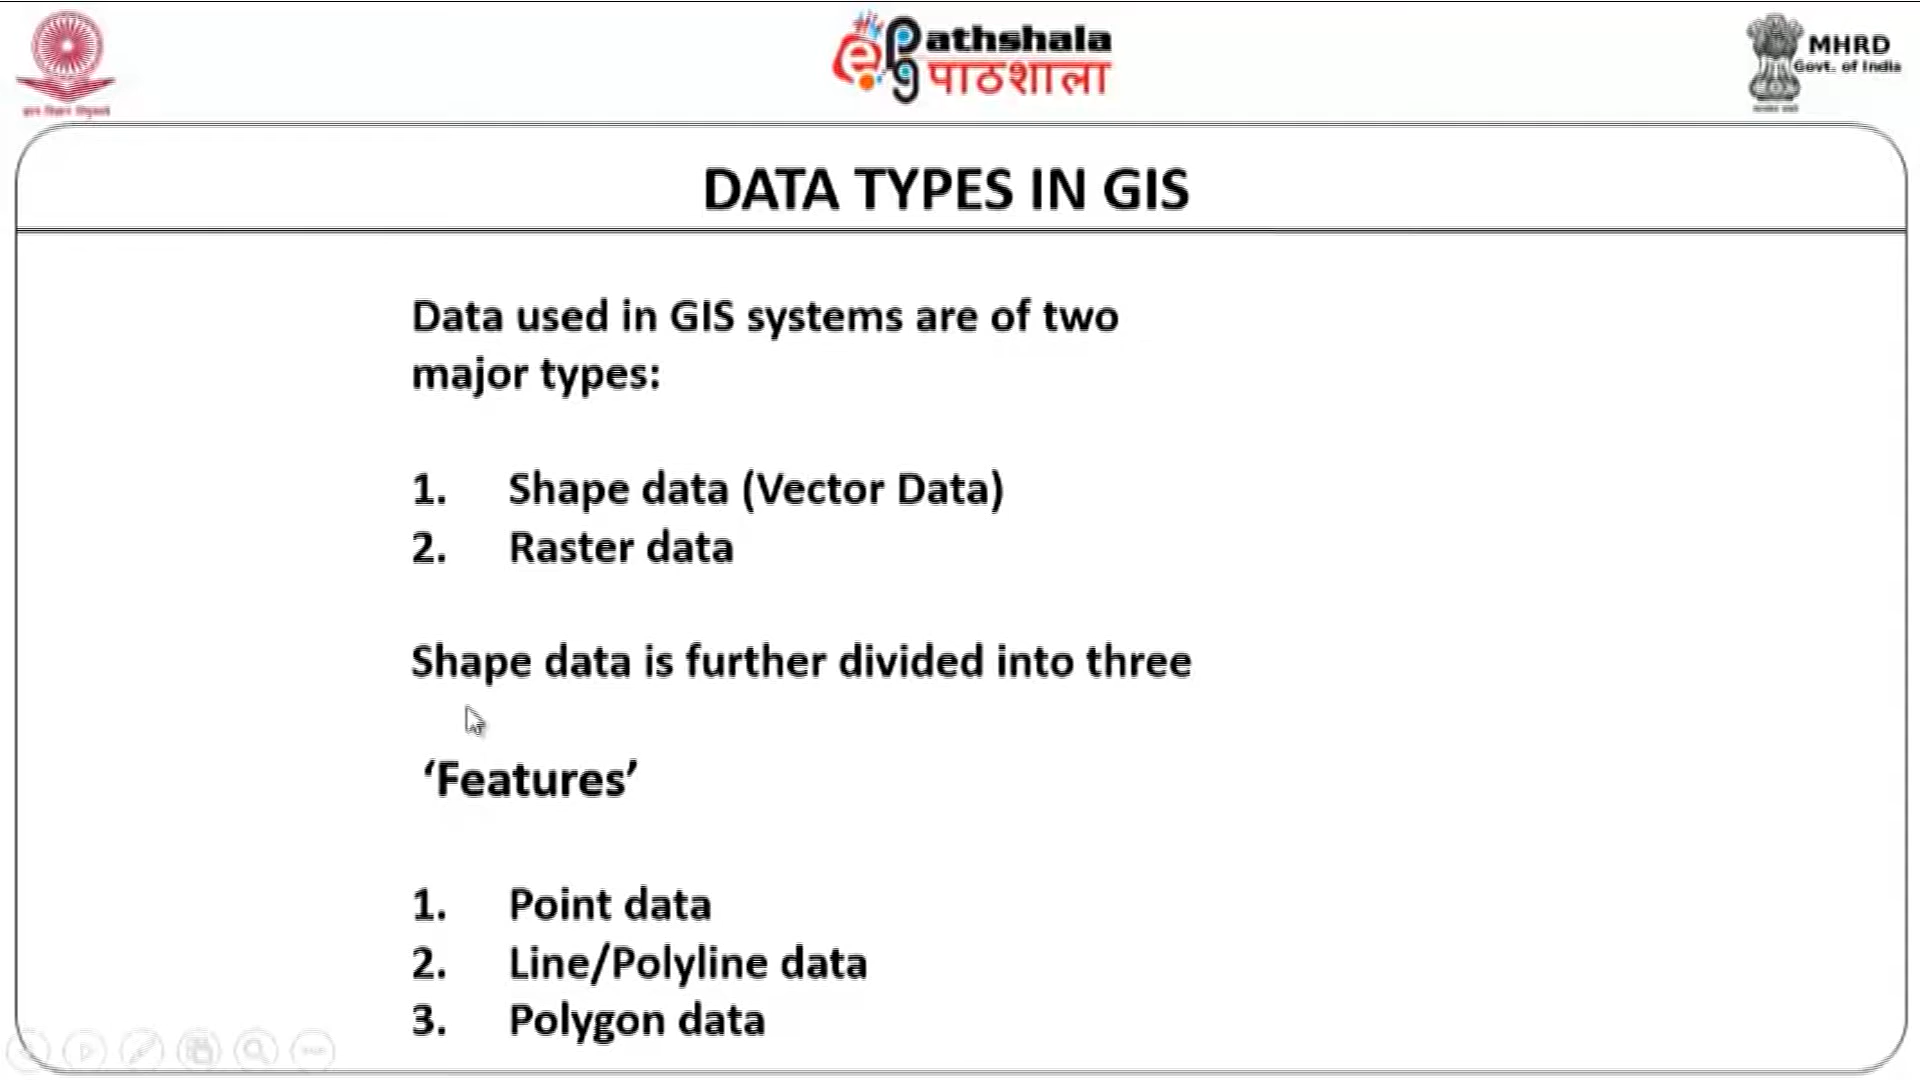 Pathshala
पाठशाला
MHRD
Govt. of India
DATA TYPES IN GIS
Data used in GIS systems are of two
major types:
1. Shape data (Vector Data)
2. Raster data
Shape data is further divided into three
‘Features’
1. Point data
2. Line/Polyline data
3. Polygon data